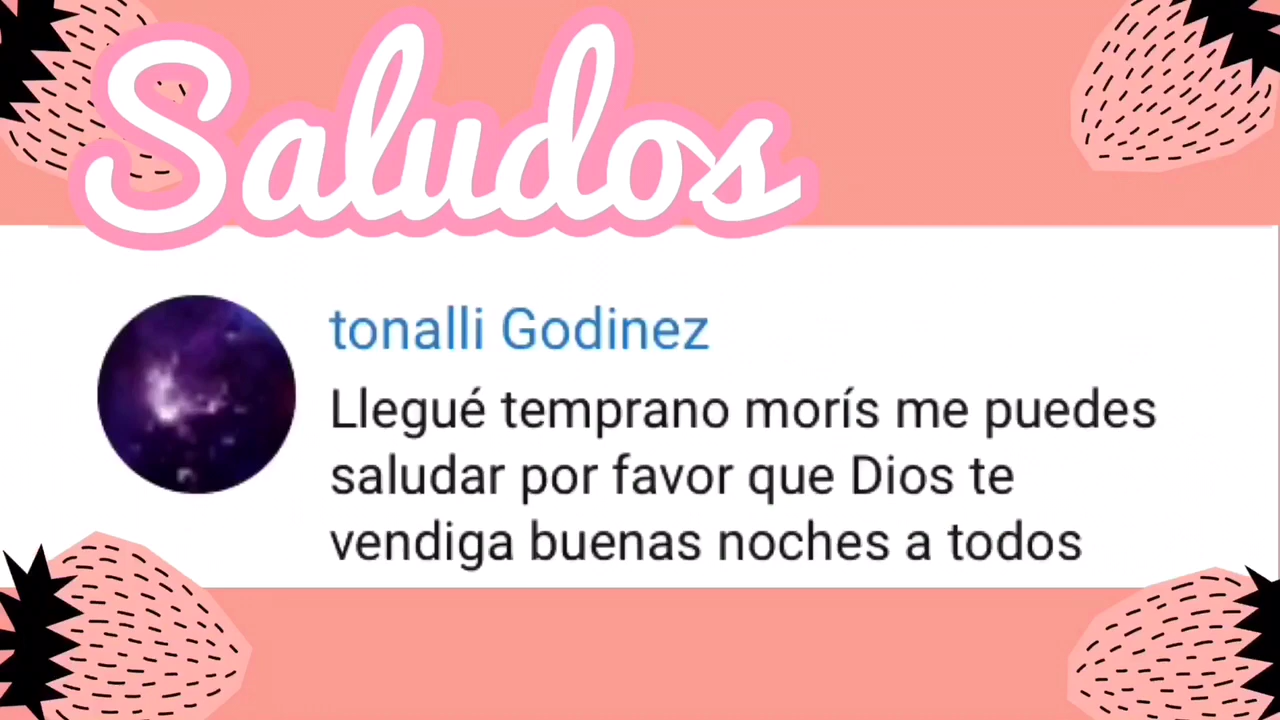 Saludos
tonalli Godinez
Llegué temprano morís me puedes
saludar por favor que Dios te
vendiga buenas noches a todos